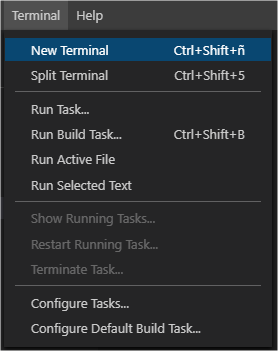 Terminal Help
New Terminal Ctrl+Shift+ñ
Split Terminal Ctrl+Shift+5
Run Task...
Run Build Task... Ctrl+Shift+B
Run Active File
Run Selected Text
Show Running Tasks...
Restart Running Task...
Terminate Task...
Configure Tasks...
Configure Default Build Task...